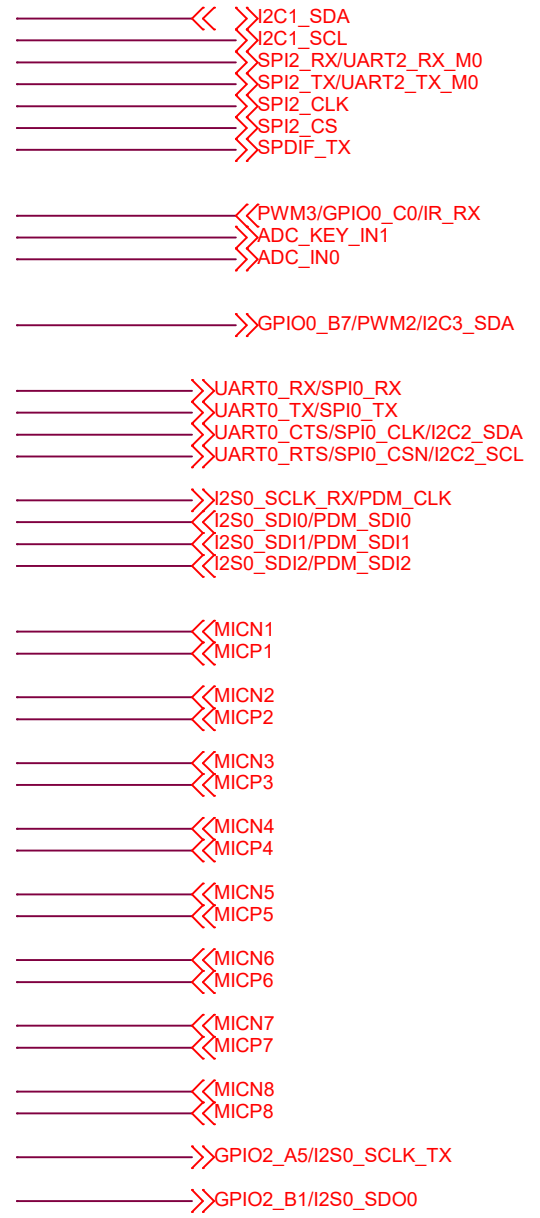 I2C1_SDA
I2C1_SCL
SPI2_RX/UART2_RX_M0
SPI2_TX/UART2_TX_M0
SPI2_CLK
SPI2_CS
SPDIF_TX
PWM3/GPIO0_C0/IR_RX
ADC_KEY_IN1
ADC_IN0
GPIO0_B7/PWM2/I2C3_SDA
UART0_RX/SPI0_RX
UART0_TX/SPI0_TX
UART0_CTS/SPI0_CLK/I2C2_SDA
UART0_RTS/SPI0_CSN/I2C2_SCL
I2S0_SCLK_RX/PDM_CLK
I2S0_SDI0/PDM_SDI0
I2S0_SDI1/PDM_SDI1
I2S0_SDI2/PDM_SDI2
MICN1
MICP1
MICN2
MICP2
MICN3
MICP3
MICN4
MICP4
MICN5
MICP5
MICN6
MICP6
MICN7
MICP7
MICN8
MICP8
GPIO2_A5/I2S0_SCLK_TX
GPIO2_B1/I2S0_SDO0